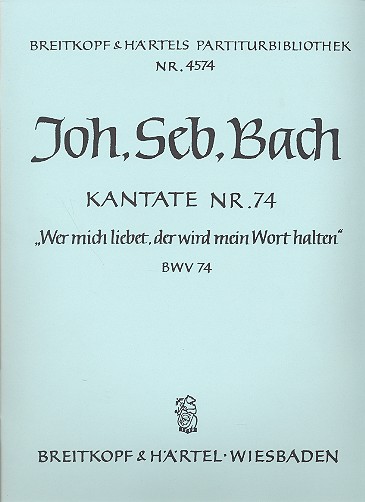 BREITKOPF & HÄRTELS PARTITURBIBLIOTHEK
NR. 4574
Joh. Seb. Bach
KANTATE NR. 74
„Wer mich liebet, der wird mein Wort halten“
BWV 74
BREITKOPF & HÄRTEL · WIESBADEN